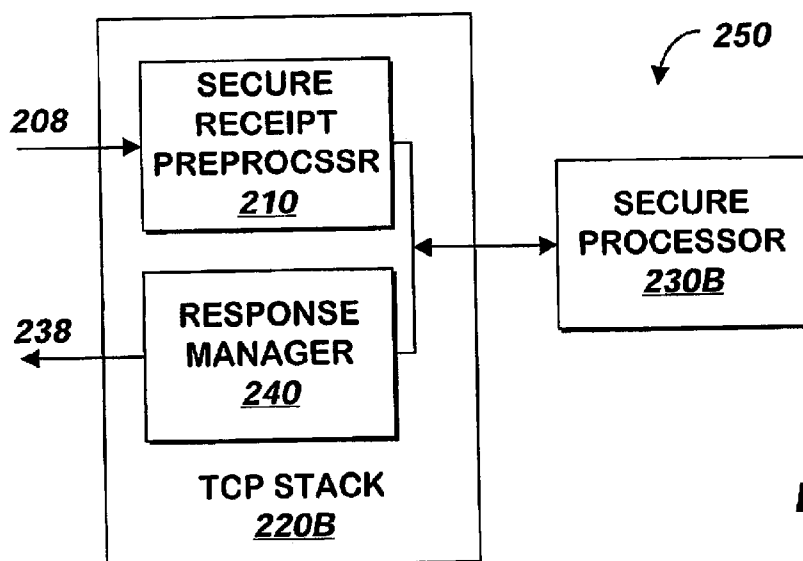 250
208
SECURE
RECEIPT
PREPROCSSR
210
SECURE
PROCESSOR
230B
238
RESPONSE
MANAGER
240
TCP STACK
220B